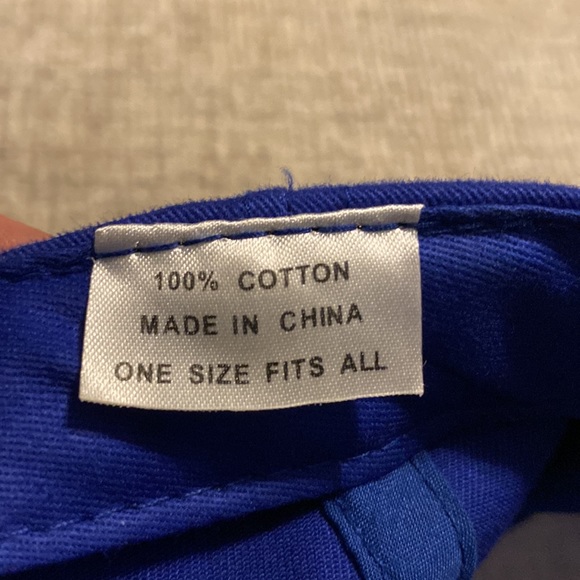 100% COTTON
MADE IN CHINA
ONE SIZE FITS ALL